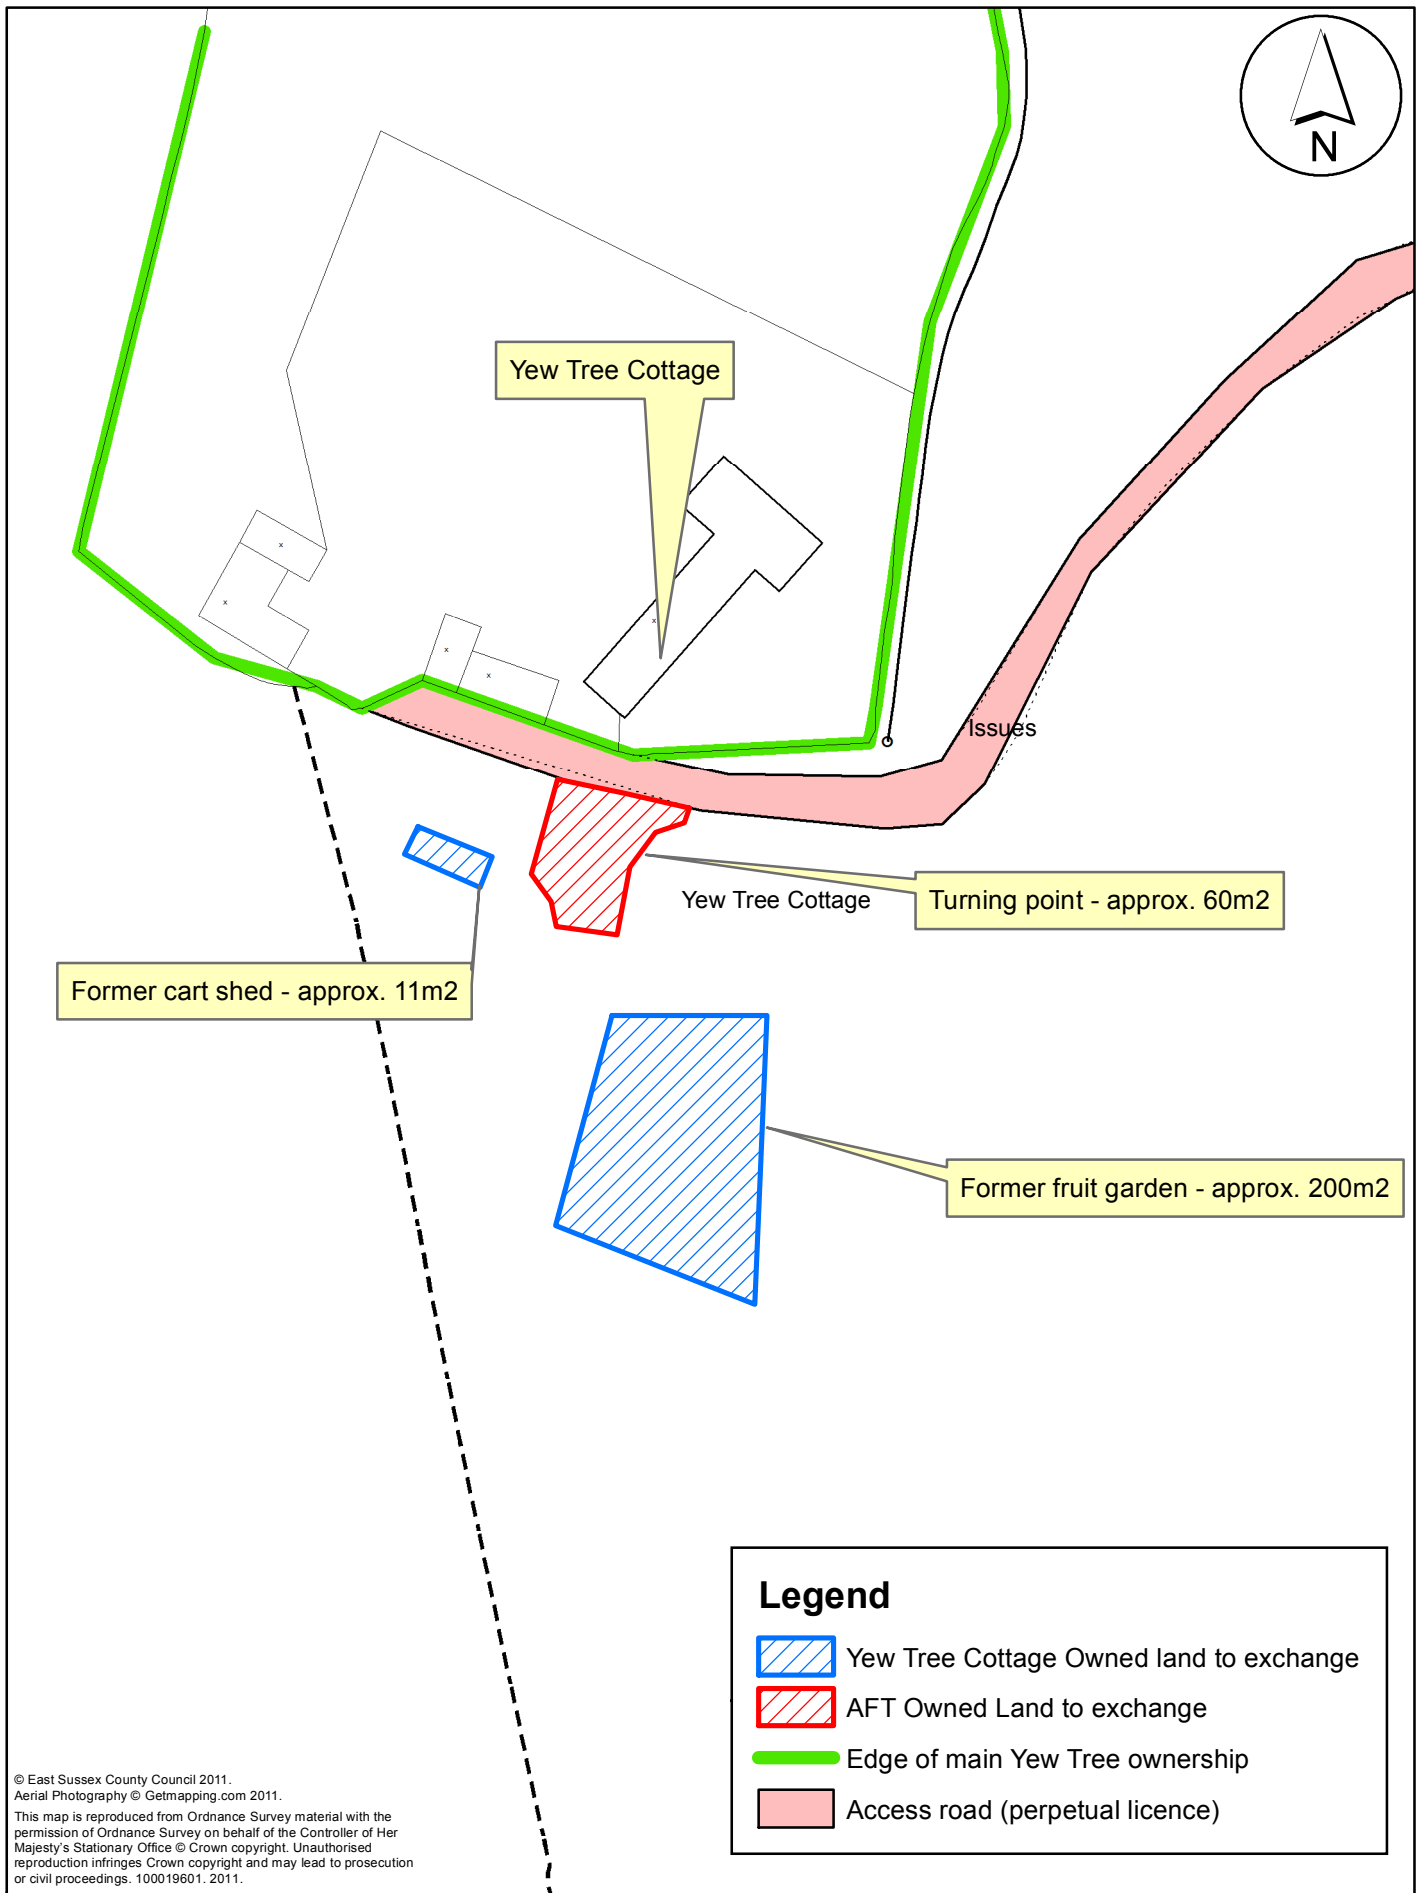 N
Yew Tree Cottage
Issues
Yew Tree Cottage
Turning point - approx. 60m2
Former cart shed - approx. 11m2
Former fruit garden - approx. 200m2
Legend
Yew Tree Cottage Owned land to exchange
AFT Owned Land to exchange
Edge of main Yew Tree ownership
Access road (perpetual licence)
© East Sussex County Council 2011.
Aerial Photography © Getmapping.com 2011.
This map is reproduced from Ordnance Survey material with the
permission of Ordnance Survey on behalf of the Controller of Her
Majesty's Stationary Office © Crown copyright. Unauthorised
reproduction infringes Crown copyright and may lead to prosecution
or civil proceedings. 100019601. 2011.